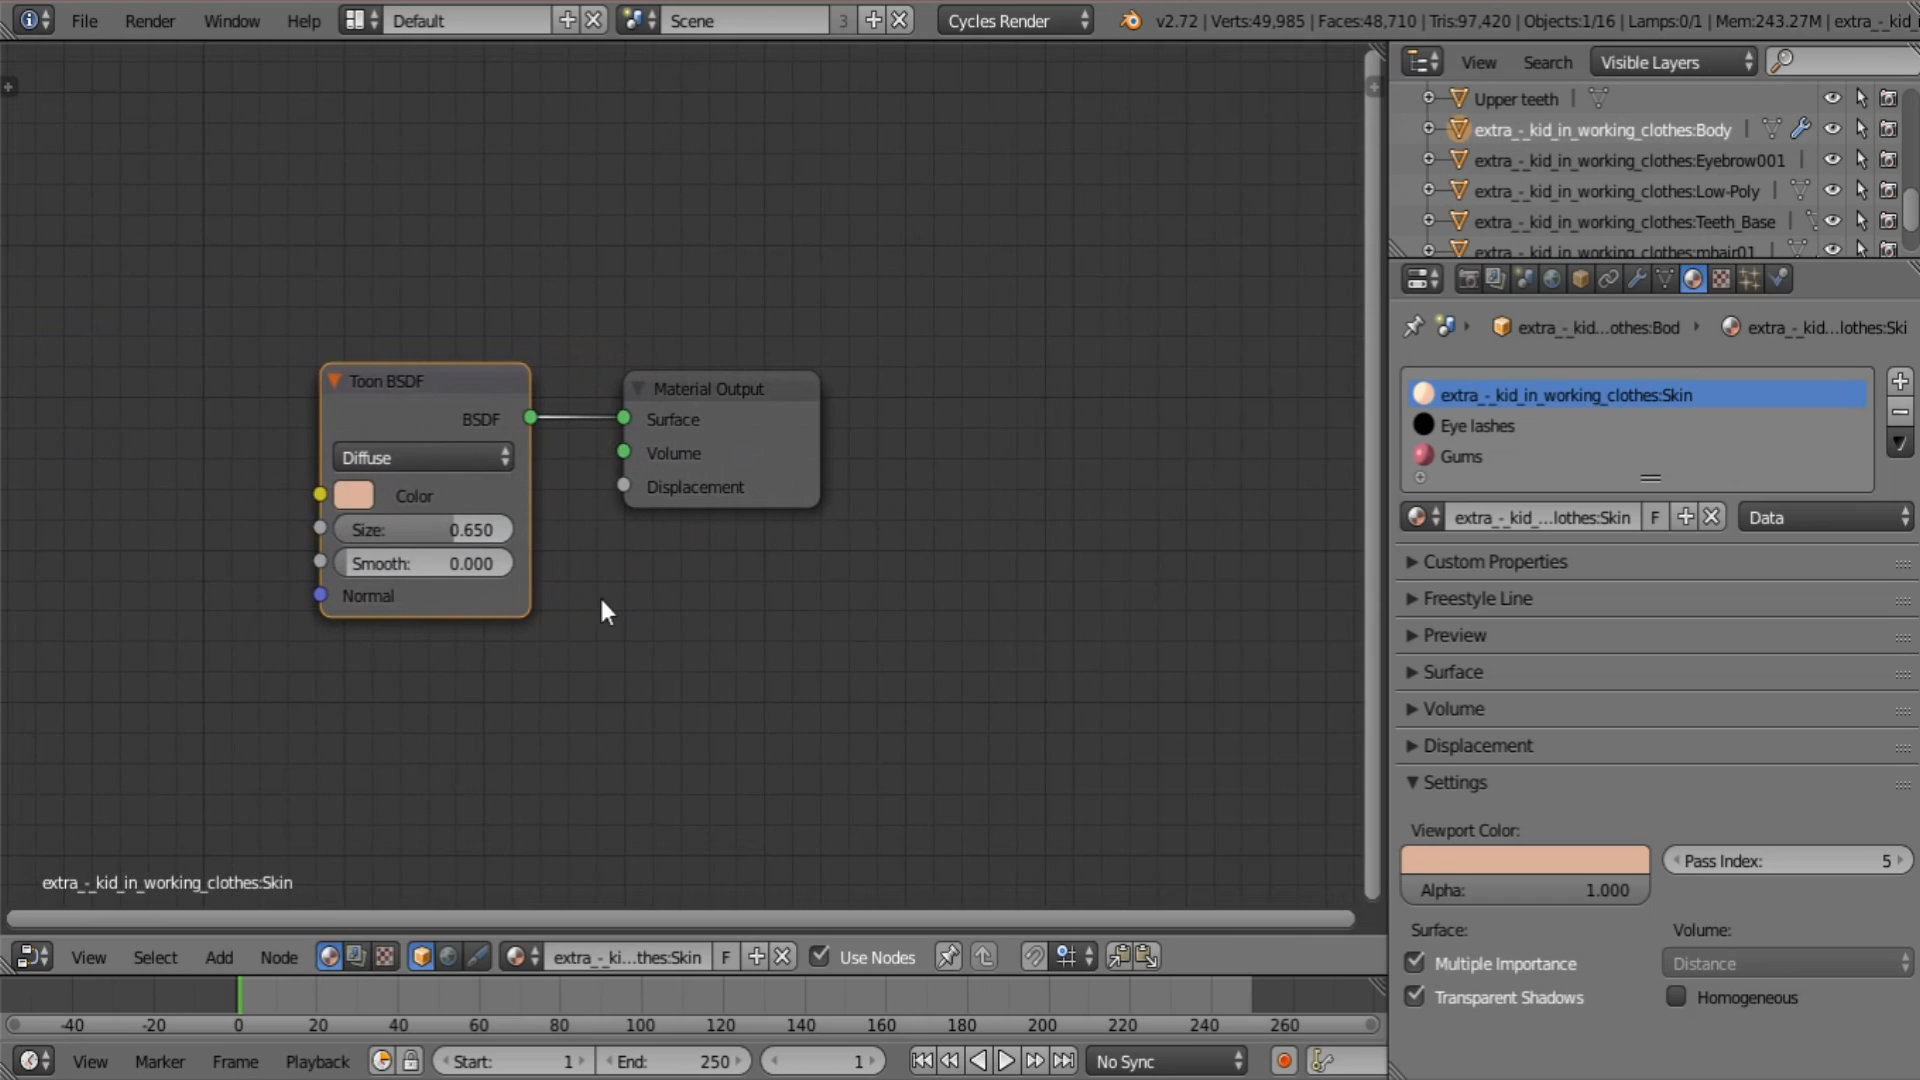 File Render Window Help Default Scene 3 Cycles Render v2.72 | Verts:49,985 | Faces:48,710 | Tris:97,420 | Objects:1/16 | Lamps:0/1 | Mem:243.27M | extra_-_kid_i
View Search Visible Layers
Upper teeth
extra_-_kid_in_working_clothes:Body
extra_-_kid_in_working_clothes:Eyebrow001
extra_-_kid_in_working_clothes:Low-Poly
extra_-_kid_in_working_clothes:Teeth_Base
extra_-_kid_in_working_clothes:mhair01
extra_-_kid...othes:Bod extra_-_kid...lothes:Ski
extra_-_kid_in_working_clothes:Skin
Eye lashes
Gums
extra_-_kid_...lothes:Skin F Data
Custom Properties
Freestyle Line
Preview
Surface
Volume
Displacement
Settings
Viewport Color:
Pass Index: 5
Alpha: 1.000
Surface: Volume:
Multiple Importance Distance
Transparent Shadows Homogeneous
Toon BSDF
BSDF
Diffuse
Color
Size: 0.650
Smooth: 0.000
Normal
Material Output
Surface
Volume
Displacement
extra_-_kid_in_working_clothes:Skin
View Select Add Node extra_-_ki...thes:Skin F Use Nodes
-40 -20 0 20 40 60 80 100 120 140 160 180 200 220 240 260
View Marker Frame Playback Start: 1 End: 250 1 No Sync